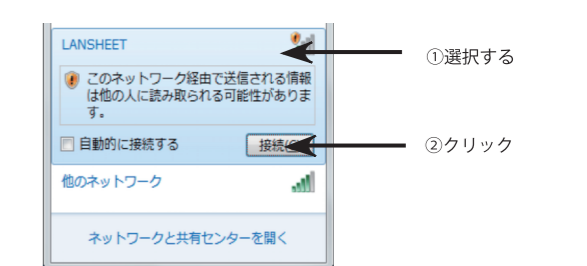 LANSHEET
①選択する
このネットワーク経由で送信される情報
は他の人に読み取られる可能性がありま
す。
自動的に接続する
接続(C)
②クリック
他のネットワーク
ネットワークと共有センターを開く